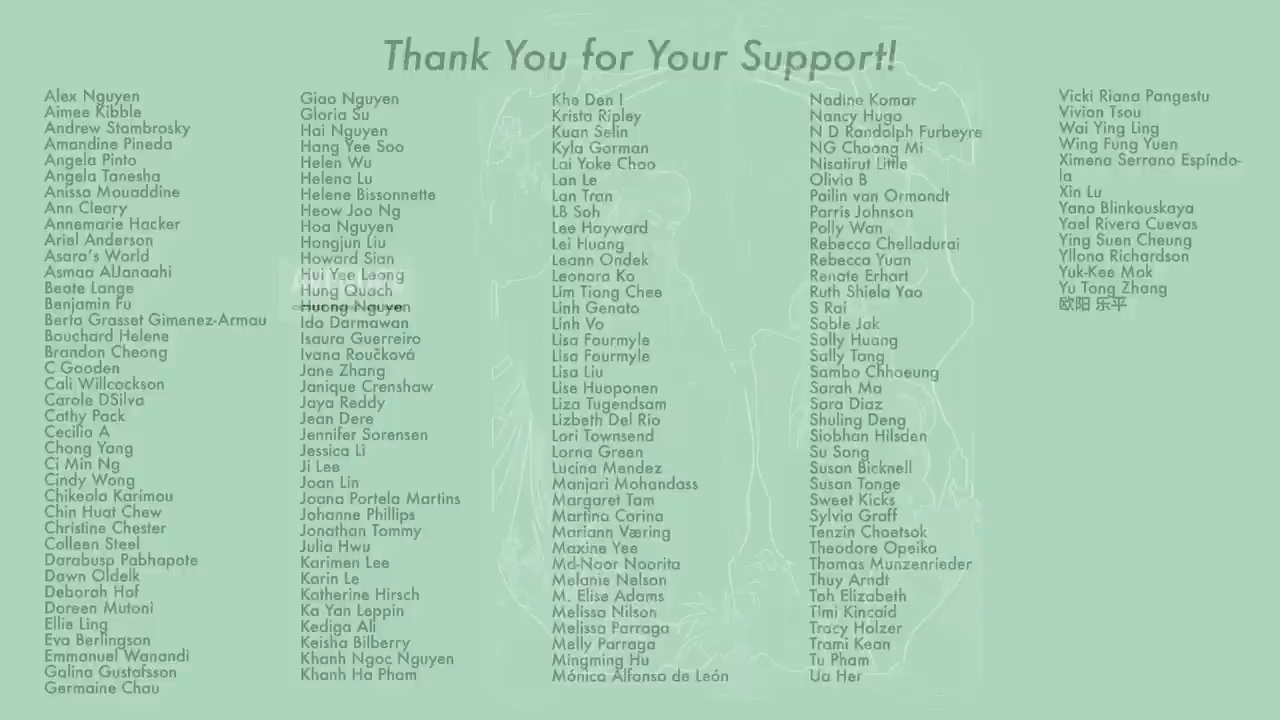 Thank You for Your Support!
Alex Nguyen
Aimee Kibble
Andrew Stambrosky
Amandine Pineda
Angela Pinto
Angela Tanesha
Anissa Mouaddine
Ann Cleary
Annemarie Hacker
Ariel Anderson
Asara's World
Asmaa AlJanaahi
Beate Lange
Benjamin Fu
Berta Grasset Gimenez-Armau
Bouchard Helene
Brandon Cheong
C Gooden
Cali Willcockson
Carole DSilva
Cathy Pack
Cecilia A
Chong Yang
Ci Min Ng
Cindy Wong
Chikeola Karimou
Chin Huat Chew
Christine Chester
Colleen Steel
Darabusp Pabhapote
Dawn Oldelk
Deborah Hof
Doreen Mutoni
Ellie Ling
Eva Berlingson
Emmanuel Wanandi
Galina Gustafsson
Germaine Chau
Giao Nguyen
Gloria Su
Hai Nguyen
Hang Yee Soo
Helen Wu
Helena Lu
Helene Bissonnette
Heow Joo Ng
Hoa Nguyen
Hongjun Liu
Howard Sian
Hui Yee Leong
Hung Quach
Huong Nguyen
Ida Darmawan
Isaura Guerreiro
Ivana Roučková
Jane Zhang
Janique Crenshaw
Jaya Reddy
Jean Dere
Jennifer Sorensen
Jessica Li
Ji Lee
Joan Lin
Joana Portela Martins
Johanne Phillips
Jonathan Tommy
Julia Hwu
Karimen Lee
Karin Le
Katherine Hirsch
Ka Yan Leppin
Kediga Ali
Keisha Bilberry
Khanh Ngoc Nguyen
Khanh Ha Pham
Khe Den I
Krista Ripley
Kuan Selin
Kyla Gorman
Lai Yoke Choo
Lan Le
Lan Tran
LB Soh
Lee Hayward
Lei Huang
Leann Ondek
Leonora Ko
Lim Tiong Chee
Linh Genato
Linh Vo
Lisa Fourmyle
Lisa Fourmyle
Lisa Liu
Lise Huoponen
Liza Tugendsam
Lizbeth Del Rio
Lori Townsend
Lorna Green
Lucina Mendez
Manjari Mohandass
Margaret Tam
Martina Corina
Mariann Væring
Maxine Yee
Md-Noor Noorita
Melanie Nelson
M. Elise Adams
Melissa Nilson
Melissa Parraga
Melly Parraga
Mingming Hu
Mónica Alfonso de León
Nadine Komar
Nancy Hugo
N D Randolph Furbeyre
NG Choong Mi
Nisatirut Little
Olivia B
Pailin van Ormondt
Parris Johnson
Polly Wan
Rebecca Chelladurai
Rebecca Yuan
Renate Erhart
Ruth Shiela Yao
S Rai
Soble Jak
Sally Huang
Sally Tang
Sambo Chhoeung
Sarah Ma
Sara Diaz
Shuling Deng
Siobhan Hilsden
Su Song
Susan Bicknell
Susan Tonge
Sweet Kicks
Sylvia Graff
Tenzin Choetsok
Theodore Opeika
Thomas Munzenrieder
Thuy Arndt
Toh Elizabeth
Timi Kincaid
Tracy Holzer
Trami Kean
Tu Pham
Ua Her
Vicki Riana Pangestu
Vivian Tsou
Wai Ying Ling
Wing Fung Yuen
Ximena Serrano Espíndo-
la
Xin Lu
Yana Blinkouskaya
Yael Rivera Cuevas
Ying Suen Cheung
Yllona Richardson
Yuk-Kee Mak
Yu Tong Zhang
欧阳 乐平